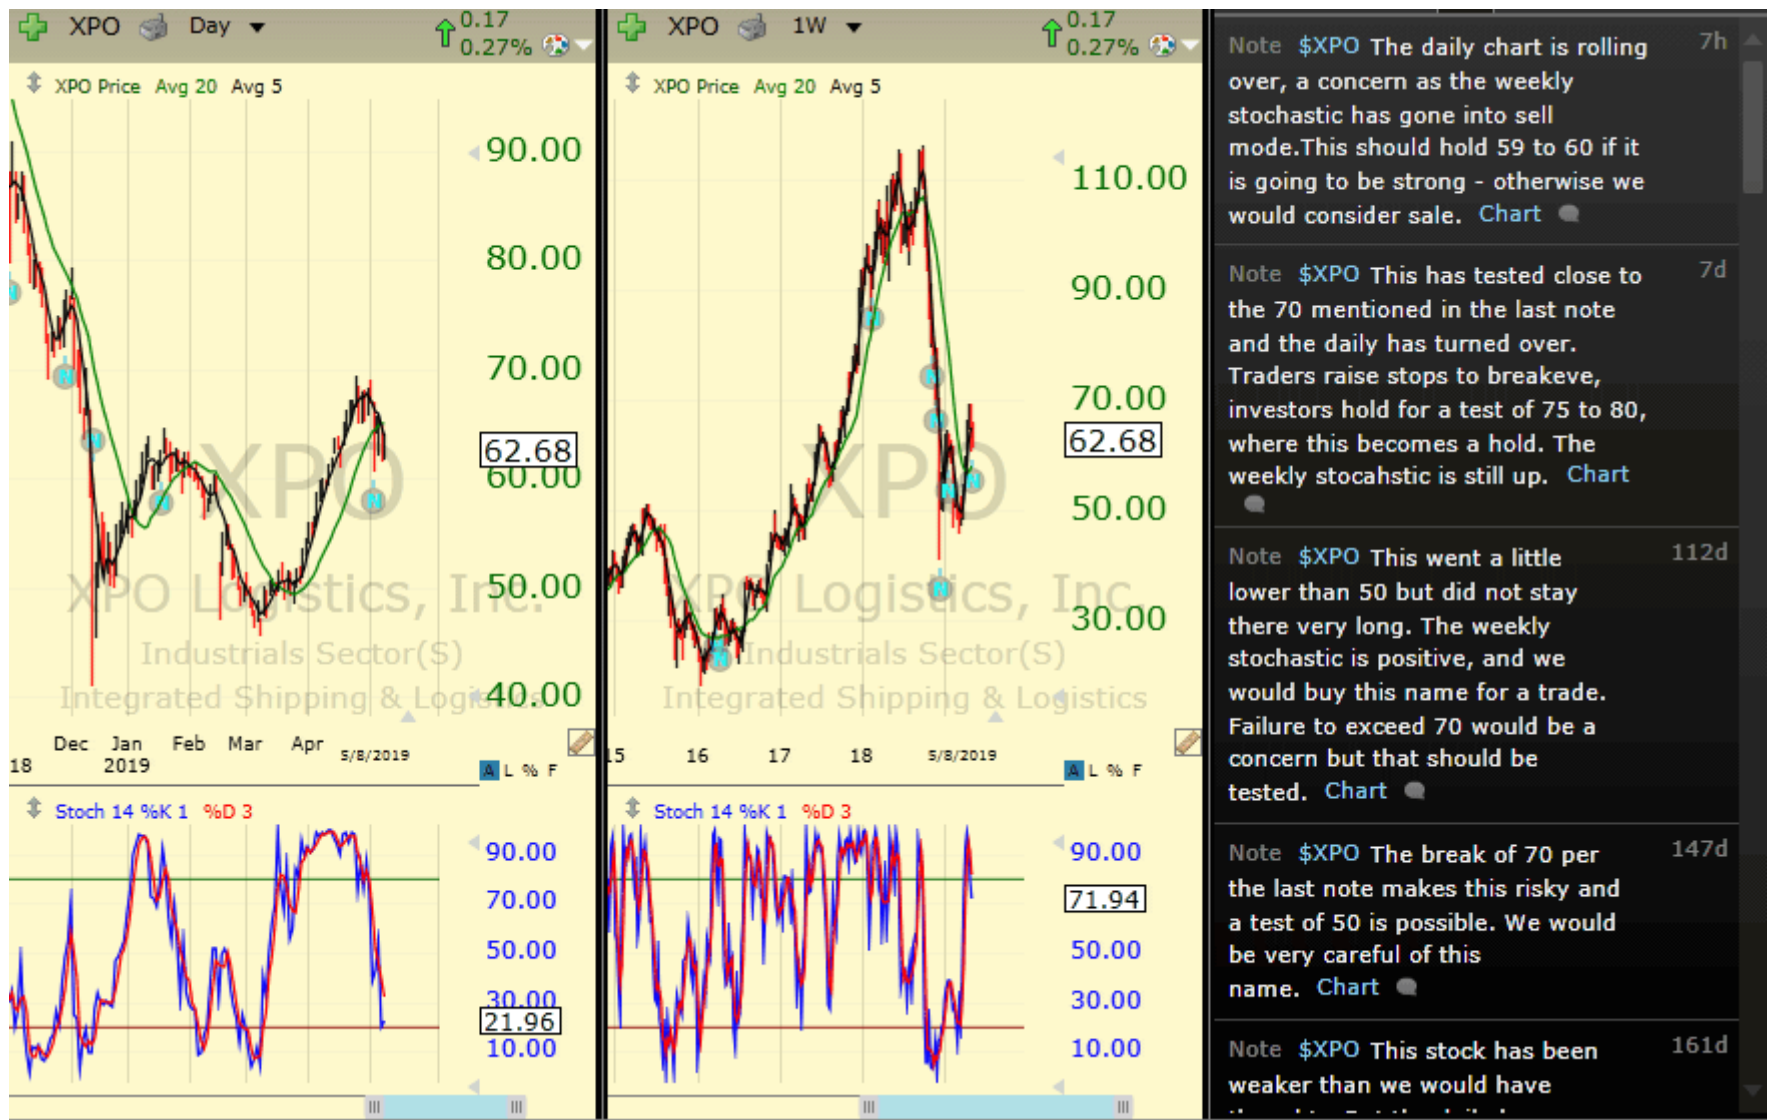 XPO Day 0.17
0.27%
XPO Price Avg 20 Avg 5
90.00
80.00
70.00
62.68
60.00
50.00
40.00
XPO
XPO Logistics, Inc.
Industrials Sector(S)
Integrated Shipping & Logistics
Dec Jan Feb Mar Apr 5/8/2019
18 2019
A L % F
Stoch 14 %K 1 %D 3
90.00
70.00
50.00
30.00
21.96
10.00
XPO 1W 0.17
0.27%
XPO Price Avg 20 Avg 5
110.00
90.00
70.00
62.68
50.00
30.00
XPO
XPO Logistics, Inc.
Industrials Sector(S)
Integrated Shipping & Logistics
15 16 17 18 5/8/2019
A L % F
Stoch 14 %K 1 %D 3
90.00
71.94
50.00
30.00
10.00
Note $XPO The daily chart is rolling 7h
over, a concern as the weekly
stochastic has gone into sell
mode.This should hold 59 to 60 if it
is going to be strong - otherwise we
would consider sale. Chart
Note $XPO This has tested close to 7d
the 70 mentioned in the last note
and the daily has turned over.
Traders raise stops to breakeve,
investors hold for a test of 75 to 80,
where this becomes a hold. The
weekly stocahstic is still up. Chart
Note $XPO This went a little 112d
lower than 50 but did not stay
there very long. The weekly
stochastic is positive, and we
would buy this name for a trade.
Failure to exceed 70 would be a
concern but that should be
tested. Chart
Note $XPO The break of 70 per 147d
the last note makes this risky and
a test of 50 is possible. We would
be very careful of this
name. Chart
Note $XPO This stock has been 161d
weaker than we would have